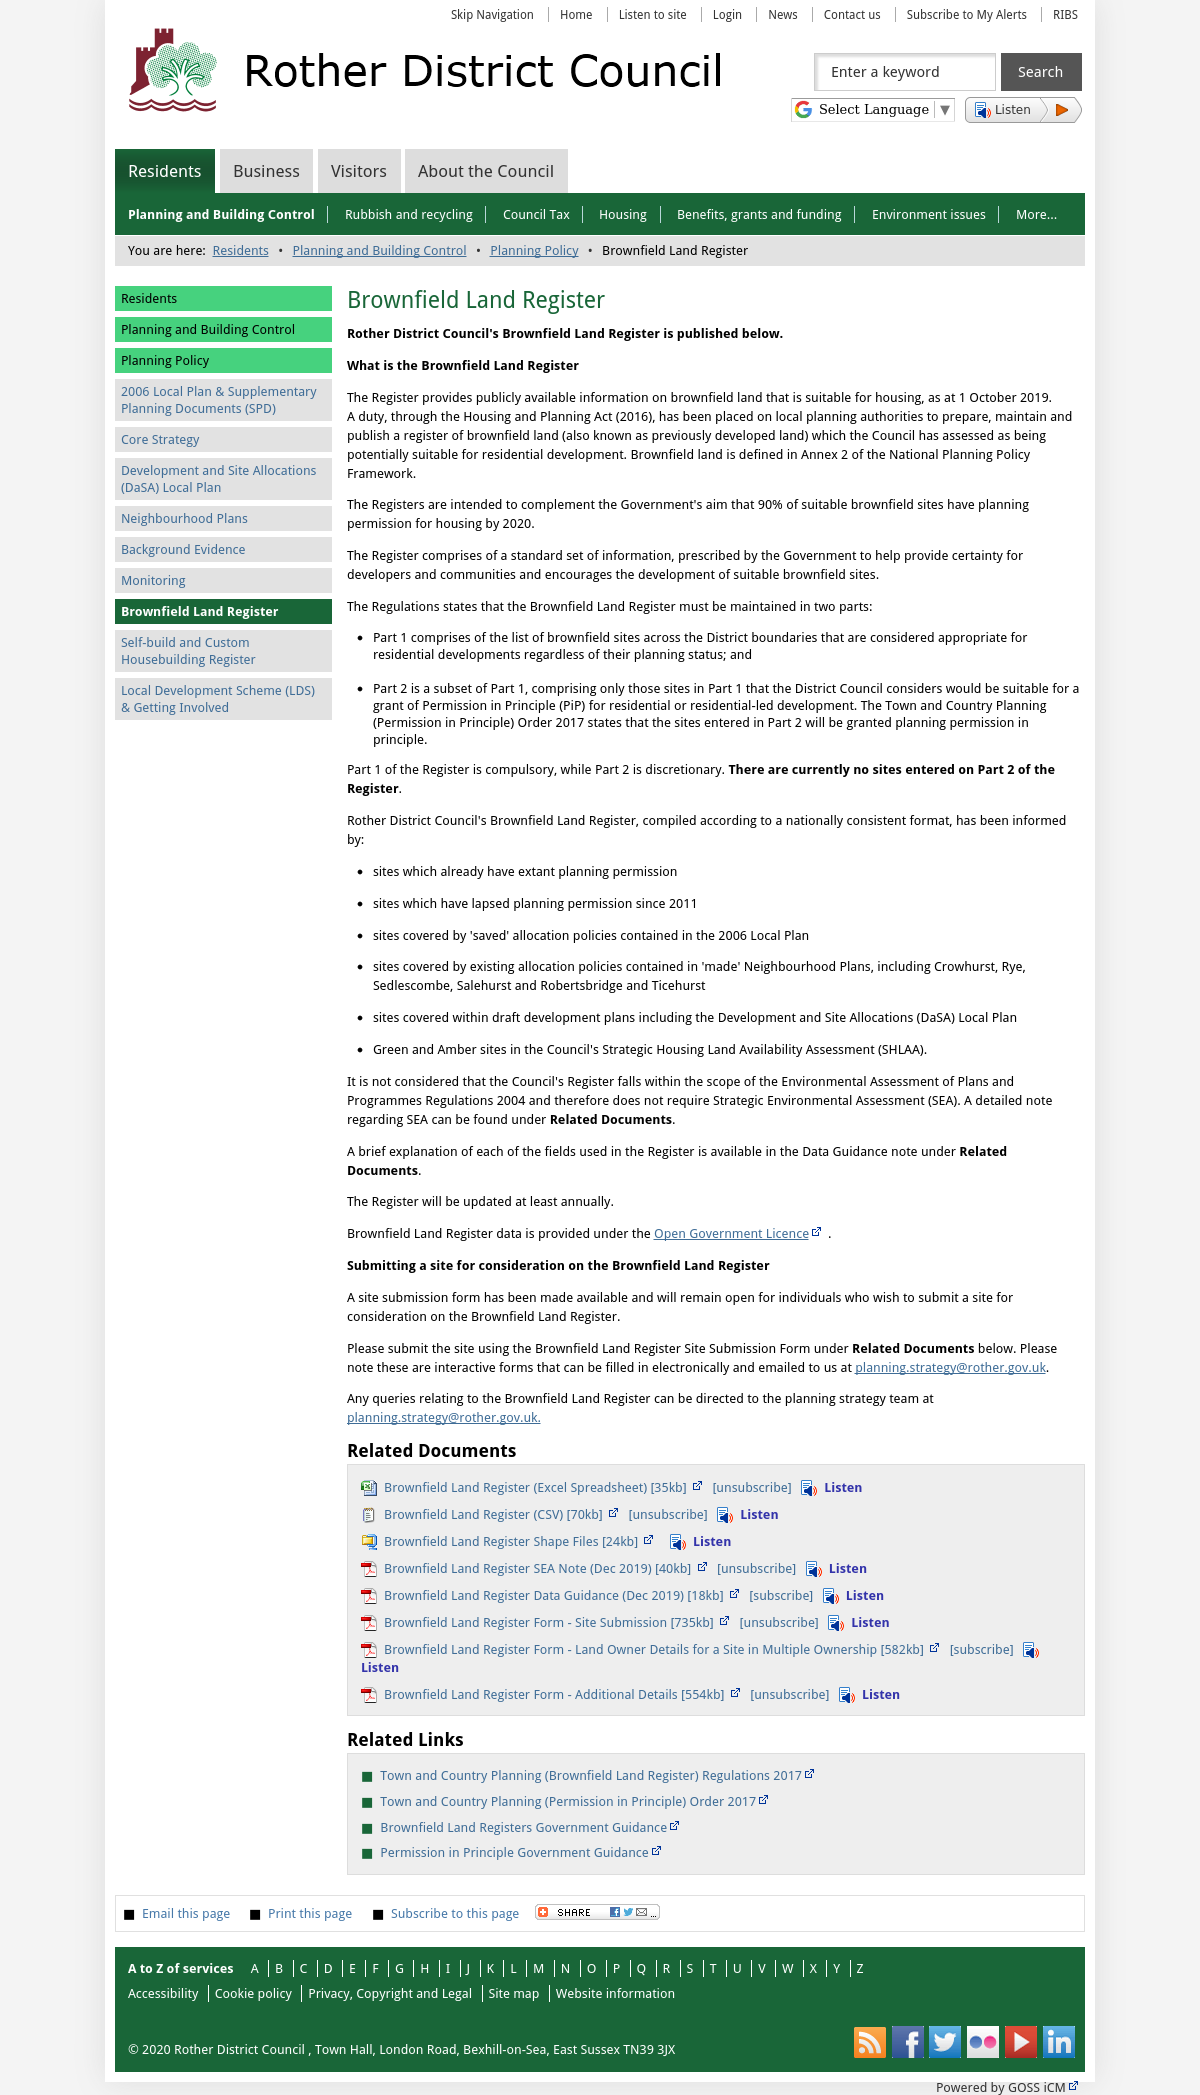 Skip Navigation Home Listen to site Login News Contact us Subscribe to My Alerts RIBS
Rother District Council
Enter a keyword Search
Select Language ▼ Listen
Residents Business Visitors About the Council
Planning and Building Control Rubbish and recycling Council Tax Housing Benefits, grants and funding Environment issues More...
You are here: Residents • Planning and Building Control • Planning Policy • Brownfield Land Register
Residents
Planning and Building Control
Planning Policy
2006 Local Plan & Supplementary
Planning Documents (SPD)
Core Strategy
Development and Site Allocations
(DaSA) Local Plan
Neighbourhood Plans
Background Evidence
Monitoring
Brownfield Land Register
Self-build and Custom
Housebuilding Register
Local Development Scheme (LDS)
& Getting Involved
Brownfield Land Register
Rother District Council's Brownfield Land Register is published below.
What is the Brownfield Land Register
The Register provides publicly available information on brownfield land that is suitable for housing, as at 1 October 2019.
A duty, through the Housing and Planning Act (2016), has been placed on local planning authorities to prepare, maintain and
publish a register of brownfield land (also known as previously developed land) which the Council has assessed as being
potentially suitable for residential development. Brownfield land is defined in Annex 2 of the National Planning Policy
Framework.
The Registers are intended to complement the Government's aim that 90% of suitable brownfield sites have planning
permission for housing by 2020.
The Register comprises of a standard set of information, prescribed by the Government to help provide certainty for
developers and communities and encourages the development of suitable brownfield sites.
The Regulations states that the Brownfield Land Register must be maintained in two parts:
• Part 1 comprises of the list of brownfield sites across the District boundaries that are considered appropriate for
residential developments regardless of their planning status; and
• Part 2 is a subset of Part 1, comprising only those sites in Part 1 that the District Council considers would be suitable for a
grant of Permission in Principle (PiP) for residential or residential-led development. The Town and Country Planning
(Permission in Principle) Order 2017 states that the sites entered in Part 2 will be granted planning permission in
principle.
Part 1 of the Register is compulsory, while Part 2 is discretionary. There are currently no sites entered on Part 2 of the
Register.
Rother District Council's Brownfield Land Register, compiled according to a nationally consistent format, has been informed
by:
• sites which already have extant planning permission
• sites which have lapsed planning permission since 2011
• sites covered by 'saved' allocation policies contained in the 2006 Local Plan
• sites covered by existing allocation policies contained in 'made' Neighbourhood Plans, including Crowhurst, Rye,
Sedlescombe, Salehurst and Robertsbridge and Ticehurst
• sites covered within draft development plans including the Development and Site Allocations (DaSA) Local Plan
• Green and Amber sites in the Council's Strategic Housing Land Availability Assessment (SHLAA).
It is not considered that the Council's Register falls within the scope of the Environmental Assessment of Plans and
Programmes Regulations 2004 and therefore does not require Strategic Environmental Assessment (SEA). A detailed note
regarding SEA can be found under Related Documents.
A brief explanation of each of the fields used in the Register is available in the Data Guidance note under Related
Documents.
The Register will be updated at least annually.
Brownfield Land Register data is provided under the Open Government Licence .
Submitting a site for consideration on the Brownfield Land Register
A site submission form has been made available and will remain open for individuals who wish to submit a site for
consideration on the Brownfield Land Register.
Please submit the site using the Brownfield Land Register Site Submission Form under Related Documents below. Please
note these are interactive forms that can be filled in electronically and emailed to us at planning.strategy@rother.gov.uk.
Any queries relating to the Brownfield Land Register can be directed to the planning strategy team at
planning.strategy@rother.gov.uk.
Related Documents
Brownfield Land Register (Excel Spreadsheet) [35kb] [unsubscribe] Listen
Brownfield Land Register (CSV) [70kb] [unsubscribe] Listen
Brownfield Land Register Shape Files [24kb] Listen
Brownfield Land Register SEA Note (Dec 2019) [40kb] [unsubscribe] Listen
Brownfield Land Register Data Guidance (Dec 2019) [18kb] [subscribe] Listen
Brownfield Land Register Form - Site Submission [735kb] [unsubscribe] Listen
Brownfield Land Register Form - Land Owner Details for a Site in Multiple Ownership [582kb] [subscribe]
Listen
Brownfield Land Register Form - Additional Details [554kb] [unsubscribe] Listen
Related Links
Town and Country Planning (Brownfield Land Register) Regulations 2017
Town and Country Planning (Permission in Principle) Order 2017
Brownfield Land Registers Government Guidance
Permission in Principle Government Guidance
Email this page Print this page Subscribe to this page SHARE ...
A to Z of services A B C D E F G H I J K L M N O P Q R S T U V W X Y Z
Accessibility Cookie policy Privacy, Copyright and Legal Site map Website information
© 2020 Rother District Council , Town Hall, London Road, Bexhill-on-Sea, East Sussex TN39 3JX
Powered by GOSS iCM